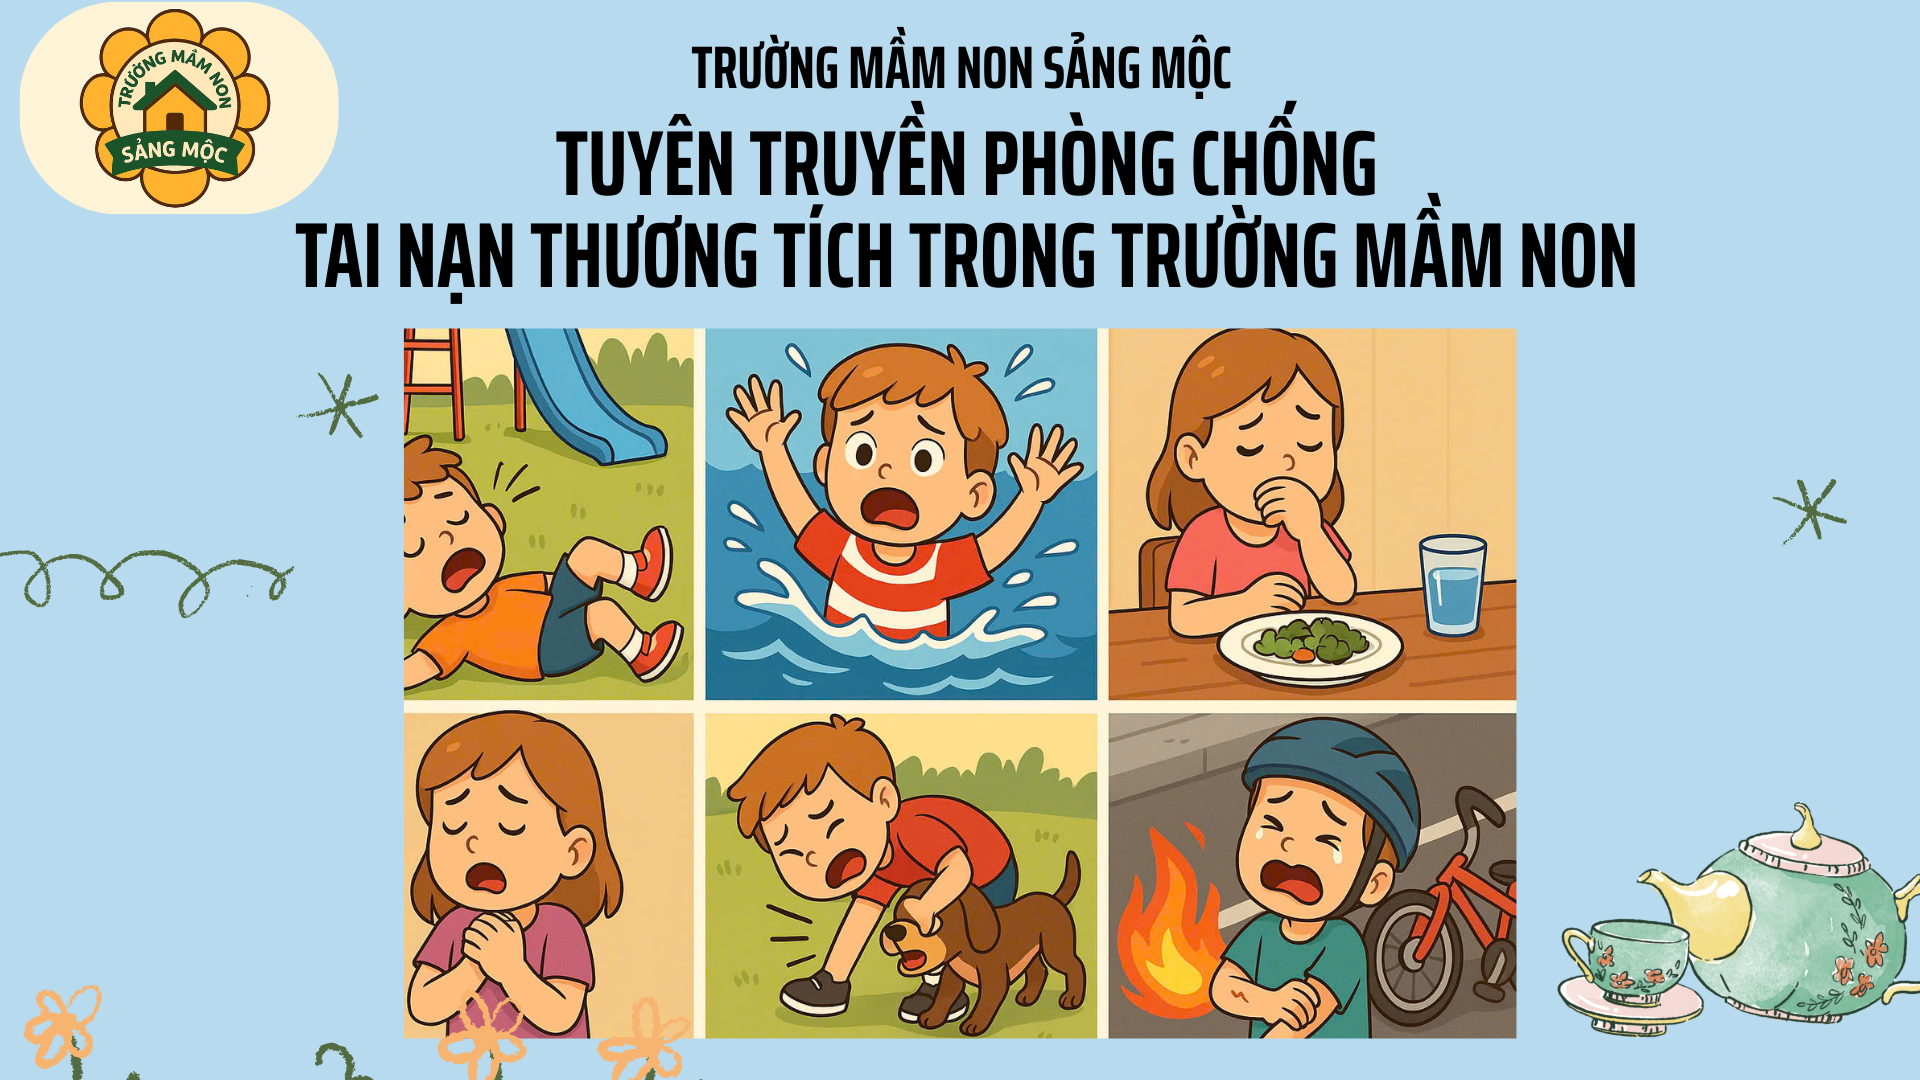 TRƯỜNG MẦM NON
SẢNG MỘC
TRƯỜNG MẦM NON SẢNG MỘC
TUYÊN TRUYỀN PHÒNG CHỐNG
TAI NẠN THƯƠNG TÍCH TRONG TRƯỜNG MẦM NON